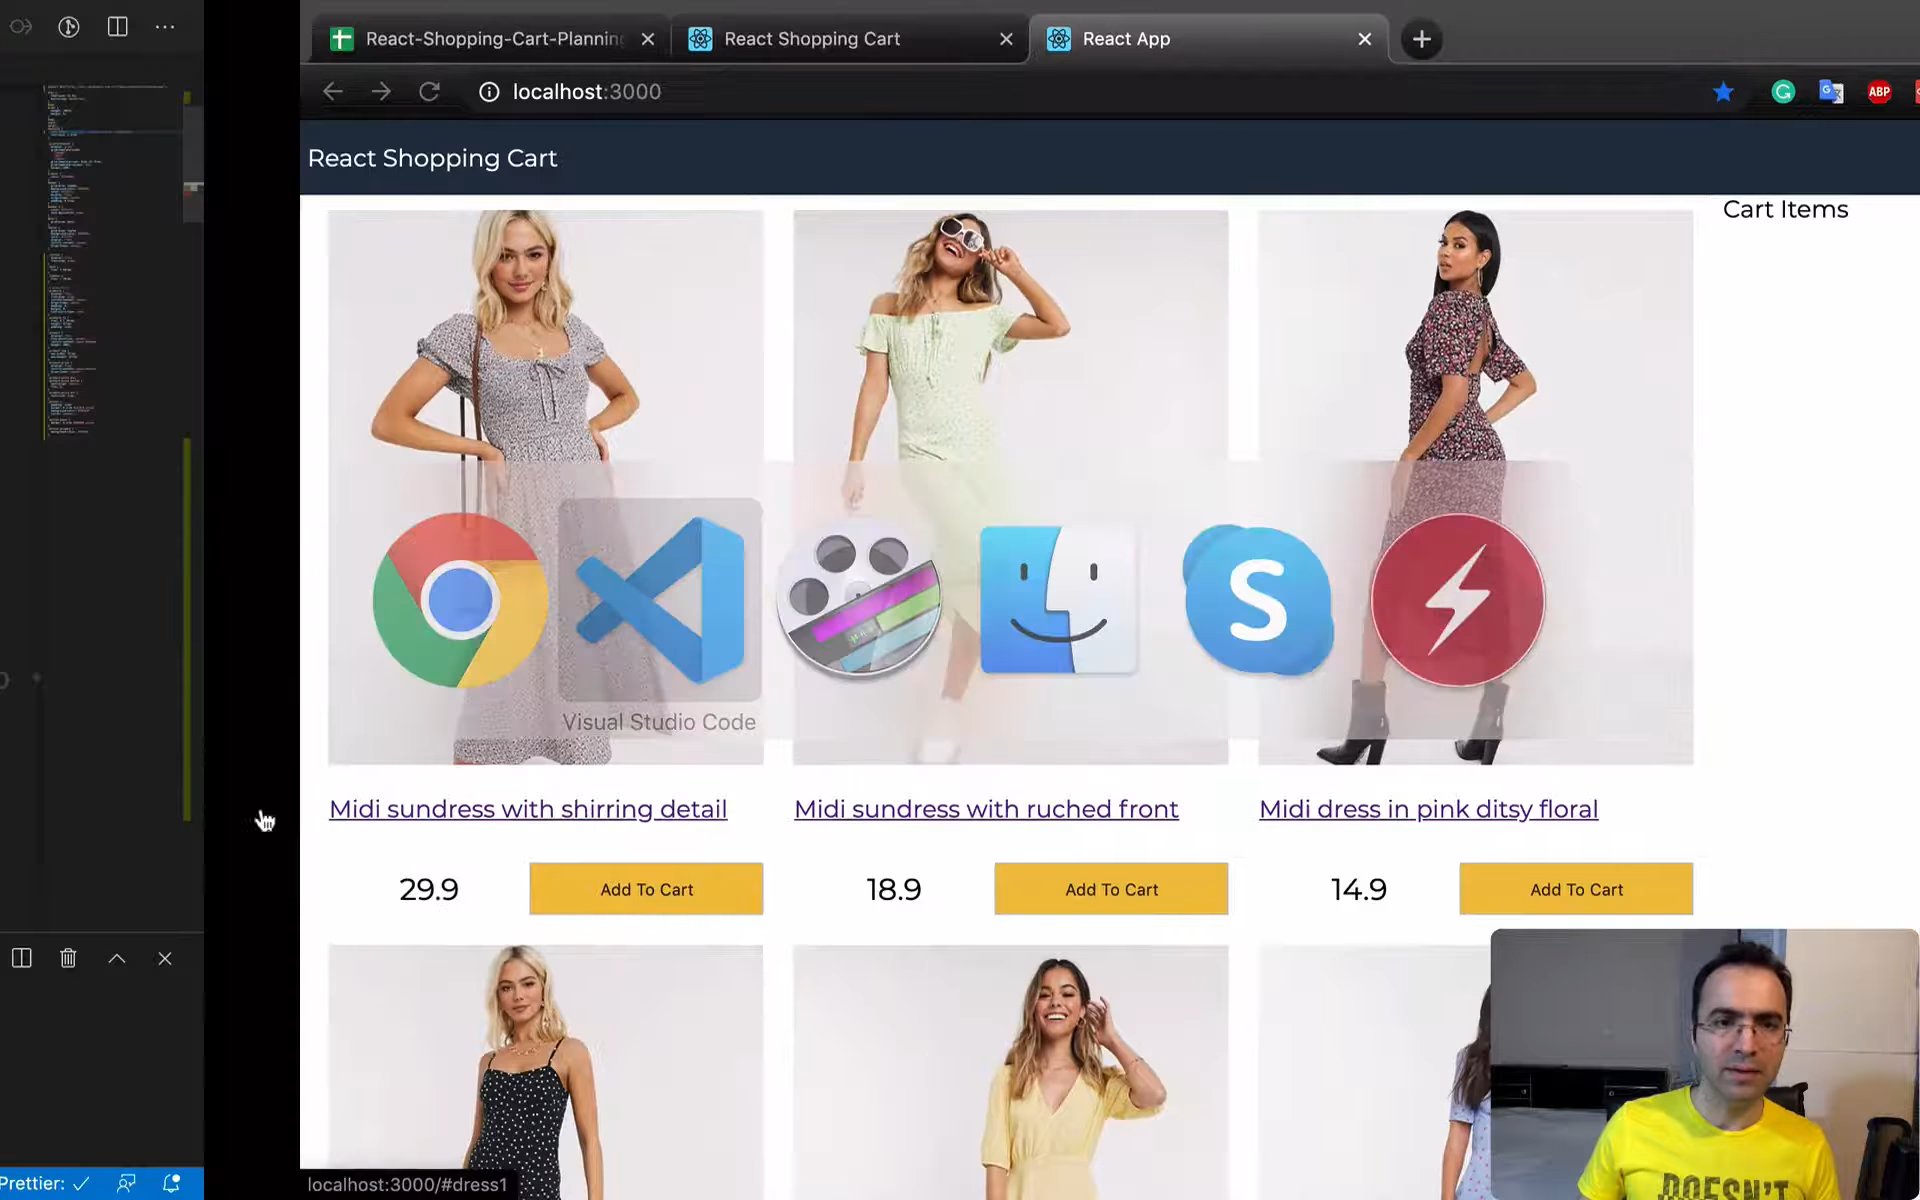 React-Shopping-Cart-Planning
React Shopping Cart
React App
localhost:3000
ABP
React Shopping Cart
Cart Items
S
Visual Studio Code
Midi sundress with shirring detail
Midi sundress with ruched front
Midi dress in pink ditsy floral
29.9
Add To Cart
18.9
Add To Cart
14.9
Add To Cart
DOESN'T
localhost:3000/#dress1
Prettier: ✓